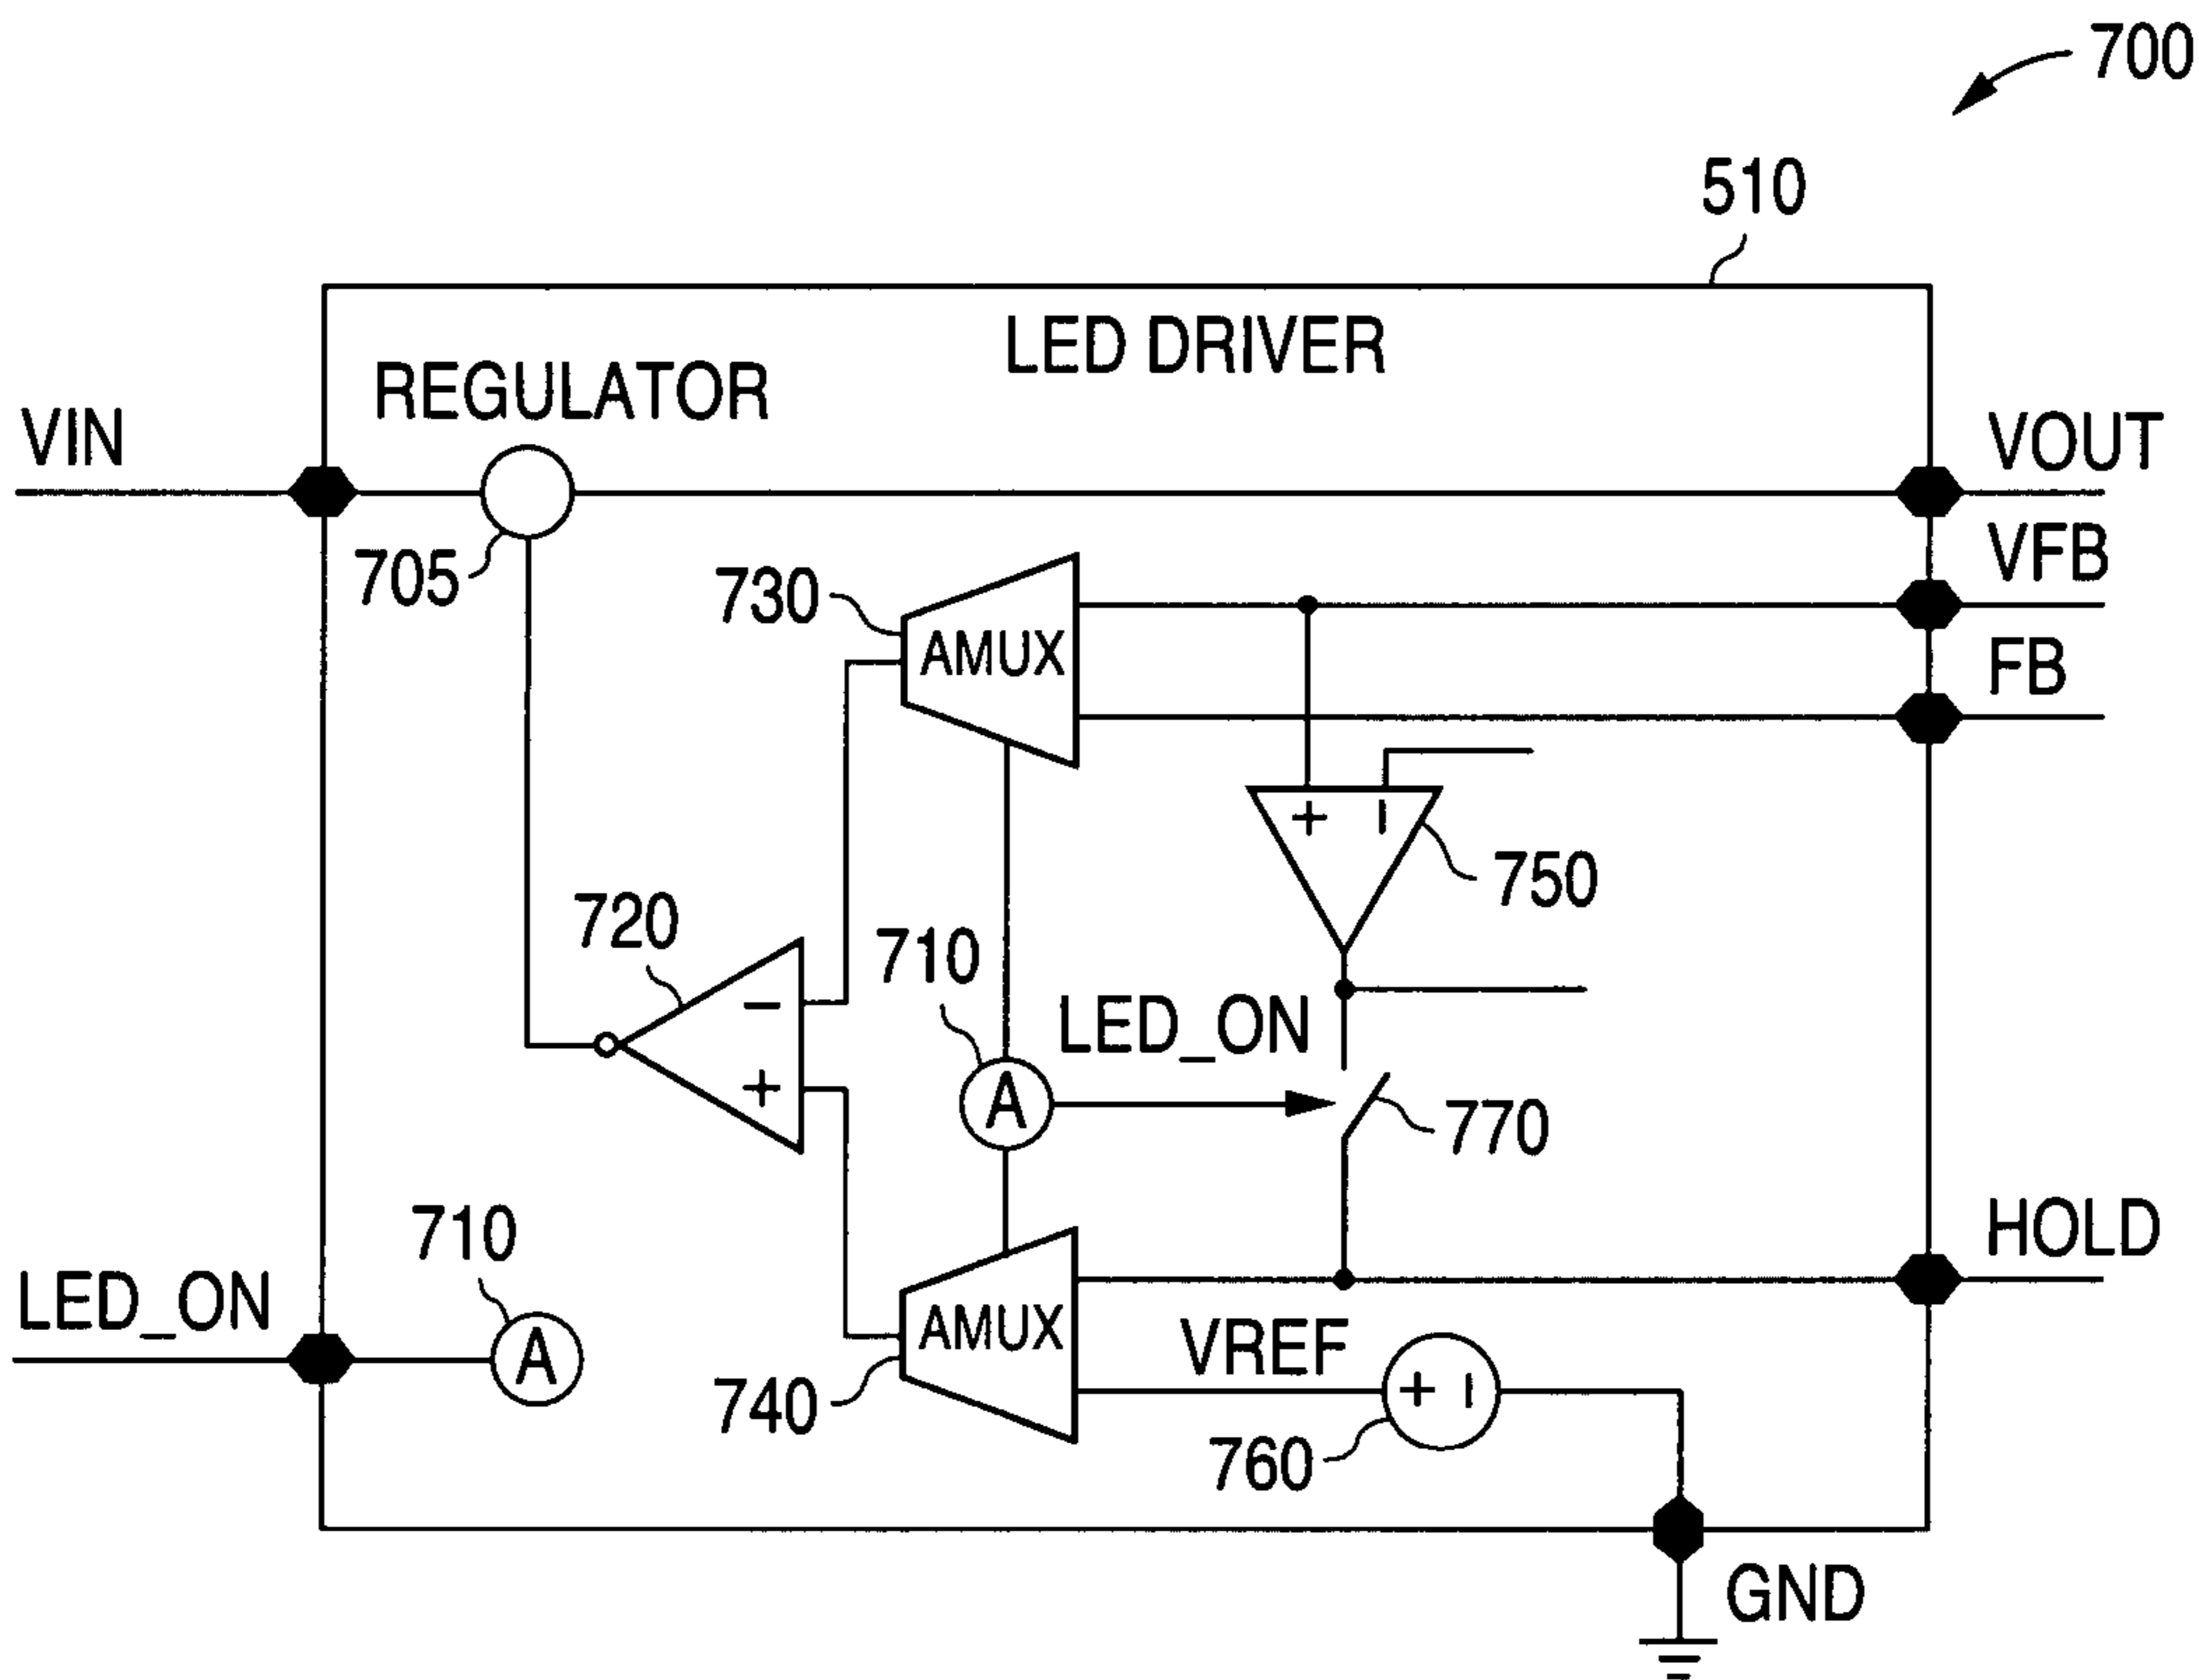 700
510
LED DRIVER
REGULATOR
VIN
VOUT
705
VFB
730
AMUX
FB
+ -
750
720
-
+
710
LED_ON
A
770
HOLD
710
LED_ON
A
AMUX
740
VREF
+ -
760
GND